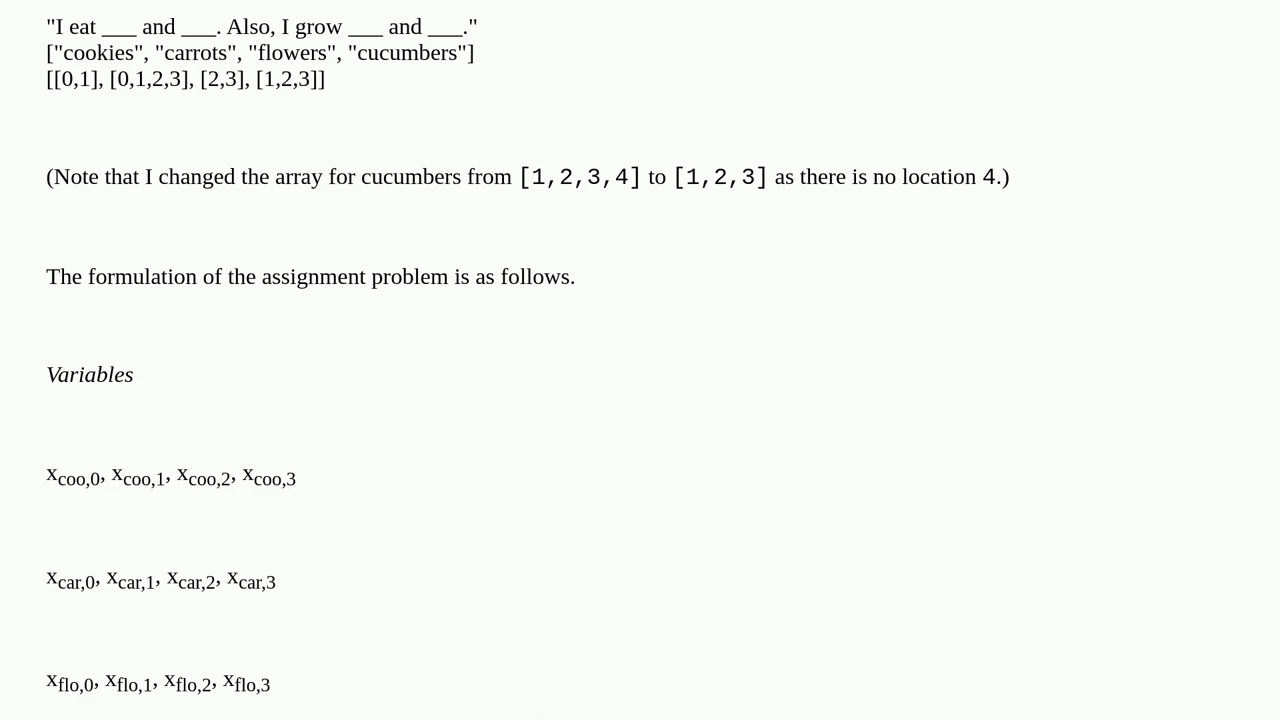 "I eat ___ and ___. Also, I grow ___ and ___."
["cookies", "carrots", "flowers", "cucumbers"]
[[0,1], [0,1,2,3], [2,3], [1,2,3]]
(Note that I changed the array for cucumbers from [1,2,3,4] to [1,2,3] as there is no location 4.)
The formulation of the assignment problem is as follows.
Variables
xcoo,0, xcoo,1, xcoo,2, xcoo,3
xcar,0, xcar,1, xcar,2, xcar,3
xflo,0, xflo,1, xflo,2, xflo,3